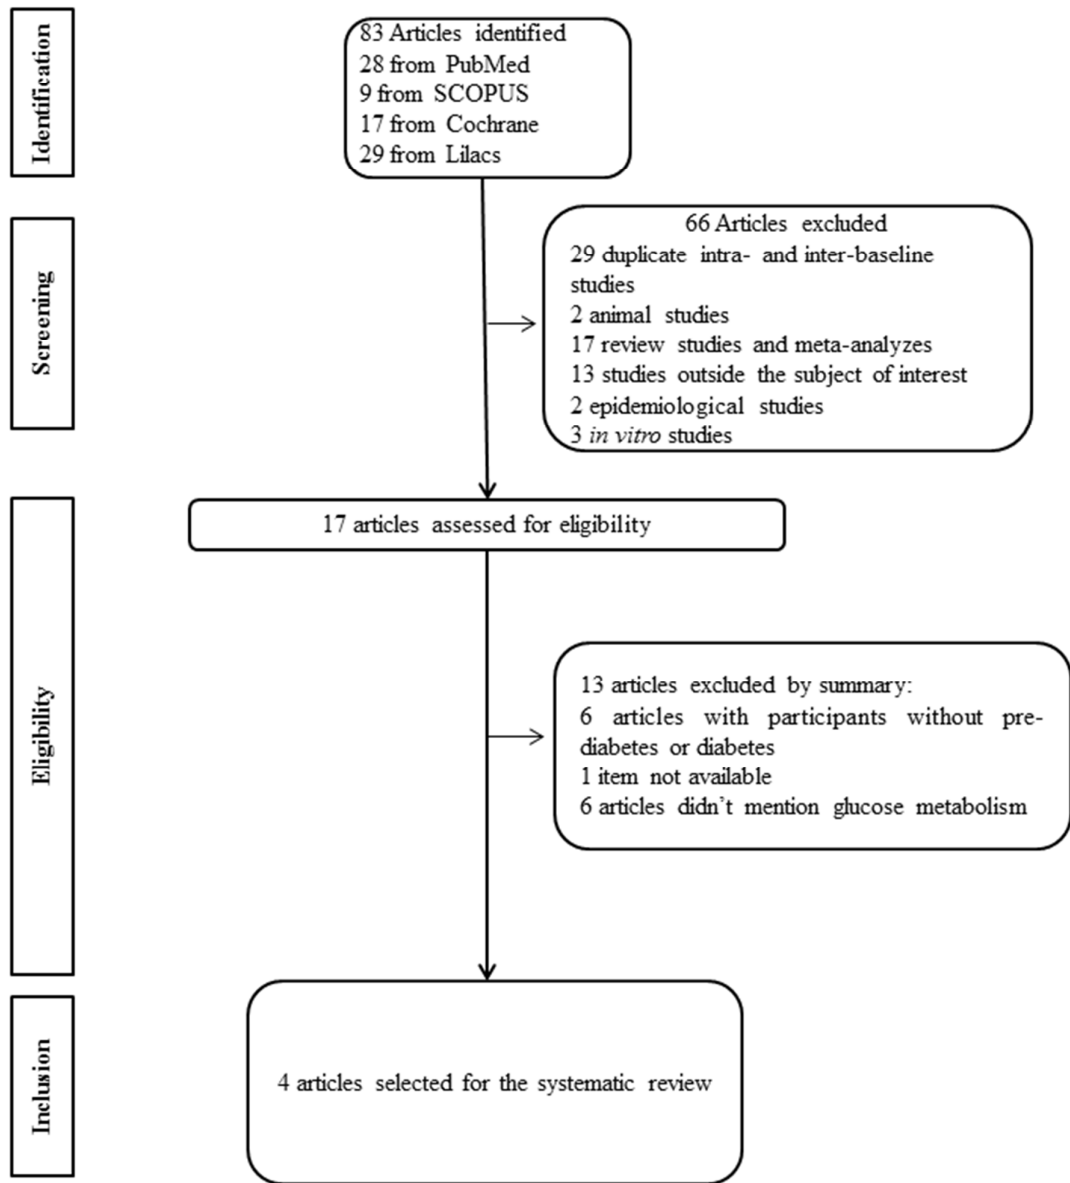 Identification
83 Articles identified
28 from PubMed
9 from SCOPUS
17 from Cochrane
29 from Lilacs
Screening
66 Articles excluded
29 duplicate intra- and inter-baseline
studies
2 animal studies
17 review studies and meta-analyzes
13 studies outside the subject of interest
2 epidemiological studies
3 in vitro studies
Eligibility
17 articles assessed for eligibility
13 articles excluded by summary:
6 articles with participants without pre-
diabetes or diabetes
1 item not available
6 articles didn't mention glucose metabolism
Inclusion
4 articles selected for the systematic review